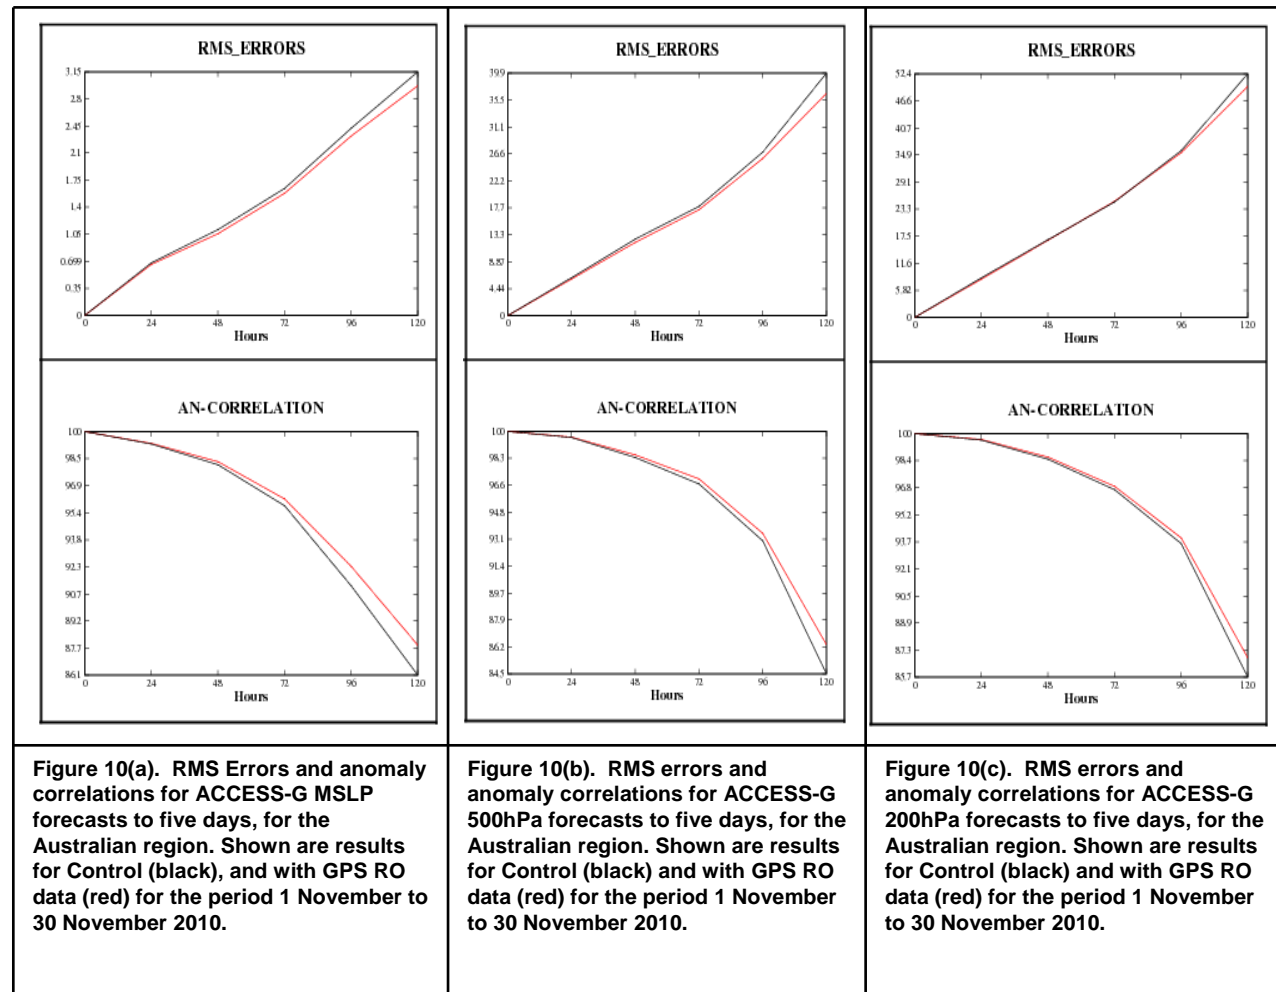 RMS_ERRORS
3.15
2.8
2.45
2.1
1.75
1.4
1.05
0.699
0.35
0
0 24 48 72 96 120
Hours
AN-CORRELATION
100
98.5
96.9
95.4
93.8
92.3
90.7
89.2
87.7
86.1
0 24 48 72 96 120
Hours
Figure 10(a). RMS Errors and anomaly
correlations for ACCESS-G MSLP
forecasts to five days, for the
Australian region. Shown are results
for Control (black), and with GPS RO
data (red) for the period 1 November to
30 November 2010.
RMS_ERRORS
39.9
35.5
31.1
26.6
22.2
17.7
13.3
8.87
4.44
0
0 24 48 72 96 120
Hours
AN-CORRELATION
100
98.3
96.6
94.8
93.1
91.4
89.7
87.9
86.2
84.5
0 24 48 72 96 120
Hours
Figure 10(b). RMS errors and
anomaly correlations for ACCESS-G
500hPa forecasts to five days, for the
Australian region. Shown are results
for Control (black) and with GPS RO
data (red) for the period 1 November
to 30 November 2010.
RMS_ERRORS
52.4
46.6
40.7
34.9
29.1
23.3
17.5
11.6
5.82
0
0 24 48 72 96 120
Hours
AN-CORRELATION
100
98.4
96.8
95.2
93.7
92.1
90.5
88.9
87.3
85.7
0 24 48 72 96 120
Hours
Figure 10(c). RMS errors and
anomaly correlations for ACCESS-G
200hPa forecasts to five days, for the
Australian region. Shown are results
for Control (black) and with GPS RO
data (red) for the period 1 November
to 30 November 2010.